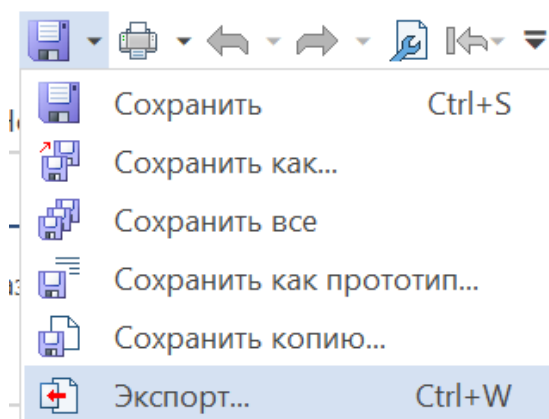 Сохранить Ctrl+S
Сохранить как...
Сохранить все
Сохранить как прототип...
Сохранить копию...
Экспорт... Ctrl+W